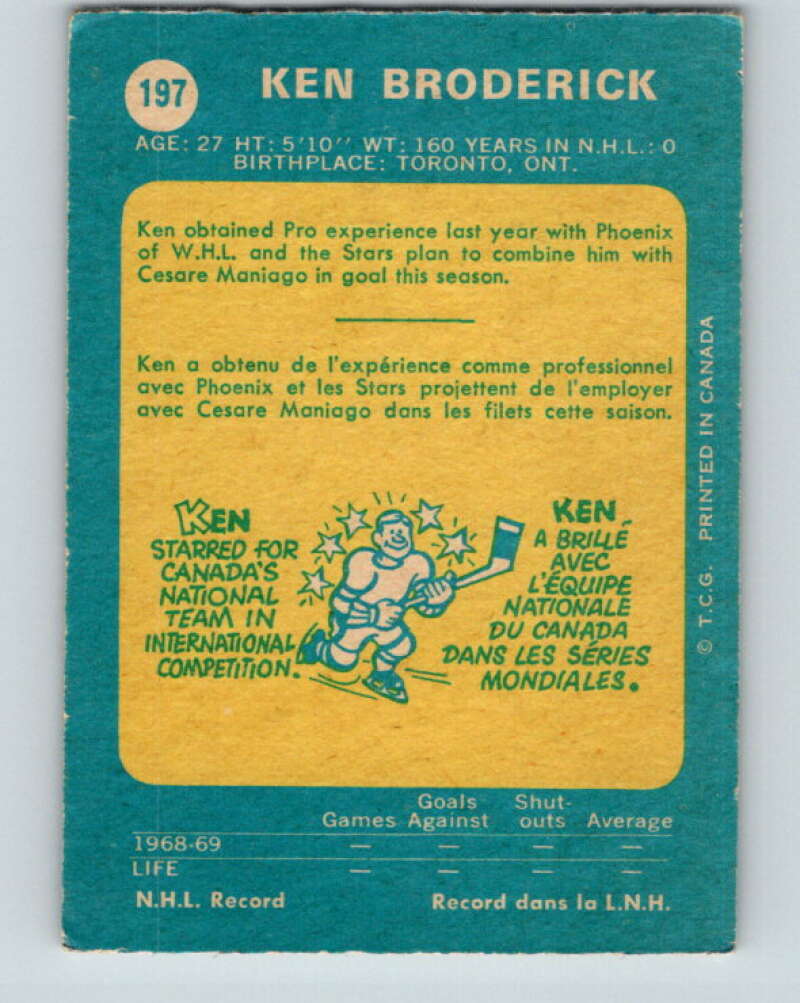 197
KEN BRODERICK
AGE: 27 HT: 5'10'' WT: 160 YEARS IN N.H.L.: 0
BIRTHPLACE: TORONTO, ONT.
Ken obtained Pro experience last year with Phoenix
of W.H.L. and the Stars plan to combine him with
Cesare Maniago in goal this season.
Ken a obtenu de l'expérience comme professionnel
avec Phoenix et les Stars projettent de l'employer
avec Cesare Maniago dans les filets cette saison.
KEN
STARRED FOR
CANADA'S
NATIONAL
TEAM IN
INTERNATIONAL
COMPETITION.
KEN
A BRILLÉ
AVEC
L'ÉQUIPE
NATIONALE
DU CANADA
DANS LES SÉRIES
MONDIALES.
© T.C.G. PRINTED IN CANADA
Goals Shut-
Games Against outs Average
1968-69 — — — —
LIFE — — — —
N.H.L. Record Record dans la L.N.H.